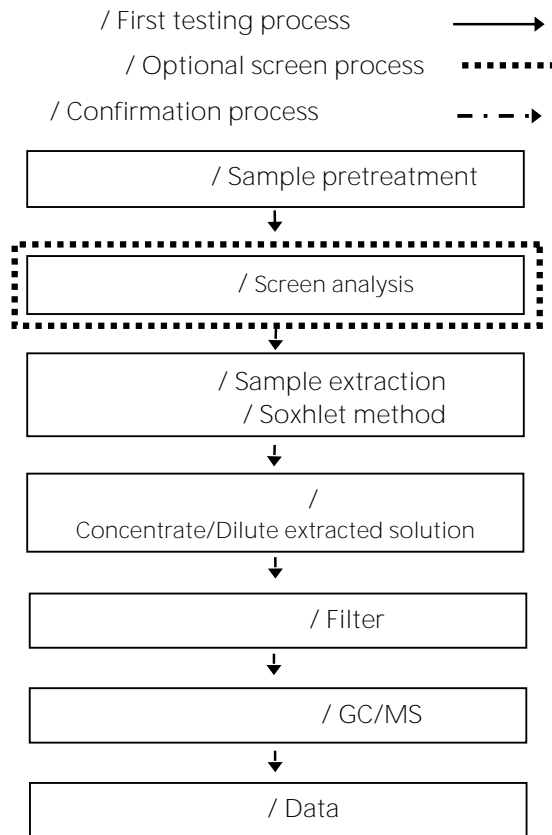 / First testing process
/ Optional screen process
/ Confirmation process
/ Sample pretreatment
/ Screen analysis
/ Sample extraction
/ Soxhlet method
/
Concentrate/Dilute extracted solution
/ Filter
/ GC/MS
/ Data